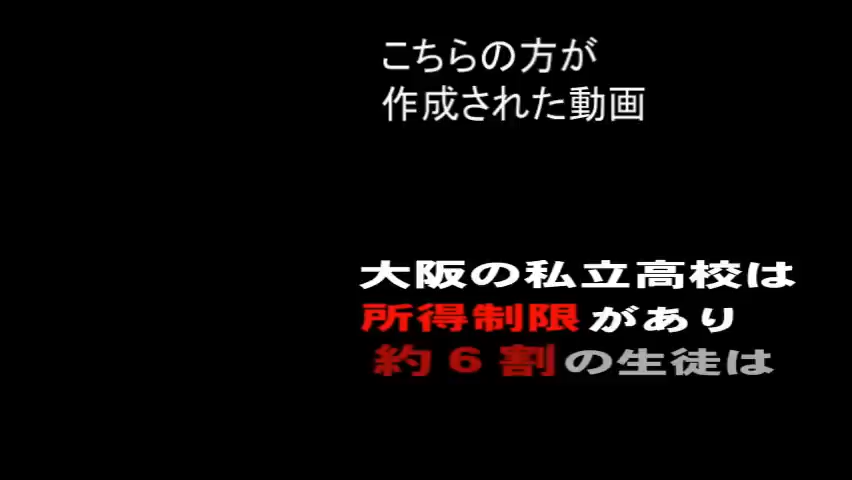 こちらの方が
作成された動画
大阪の私立高校は
所得制限があり
約６割の生徒は